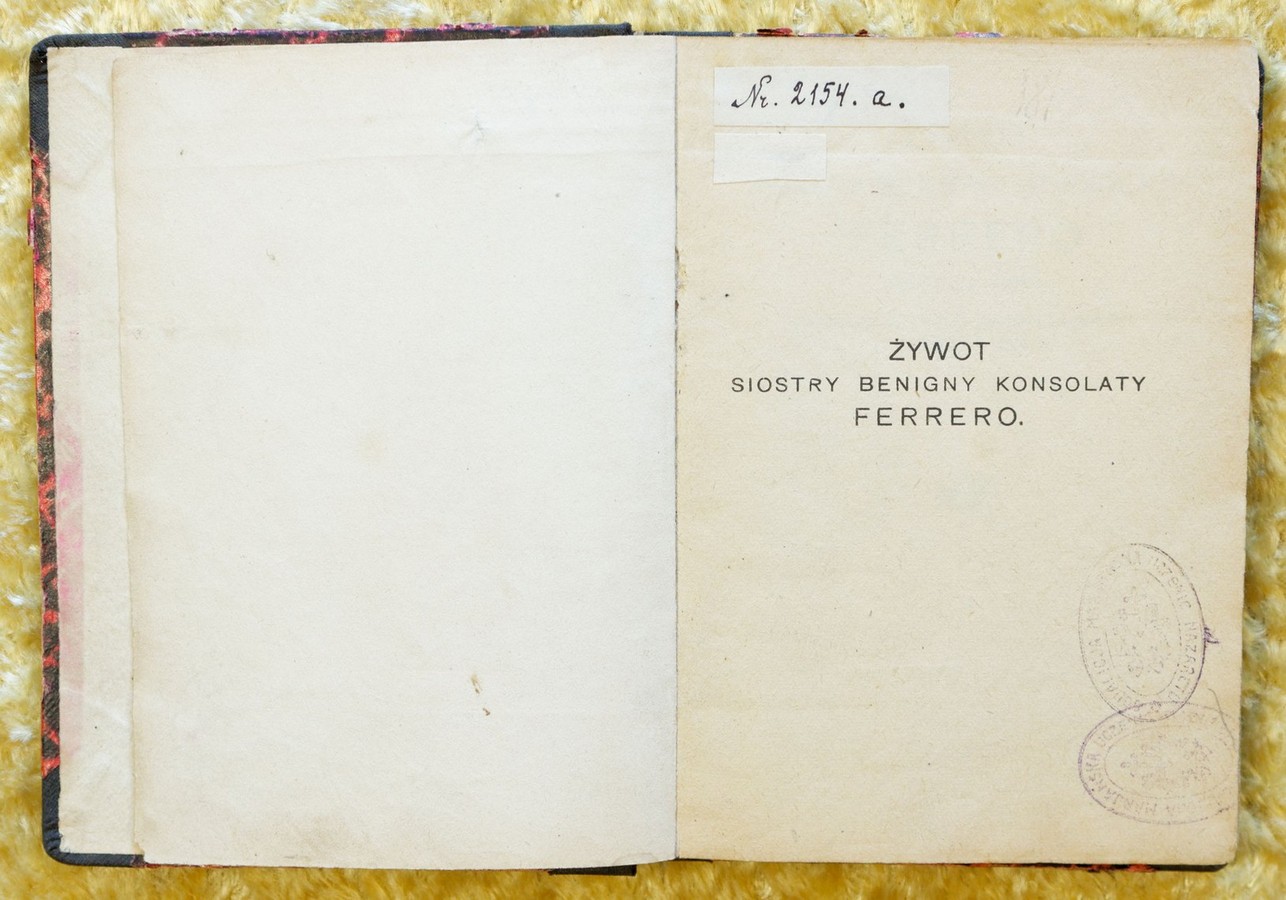 Nr. 2154. a.
ŻYWOT
SIOSTRY BENIGNY KONSOLATY
FERRERO.